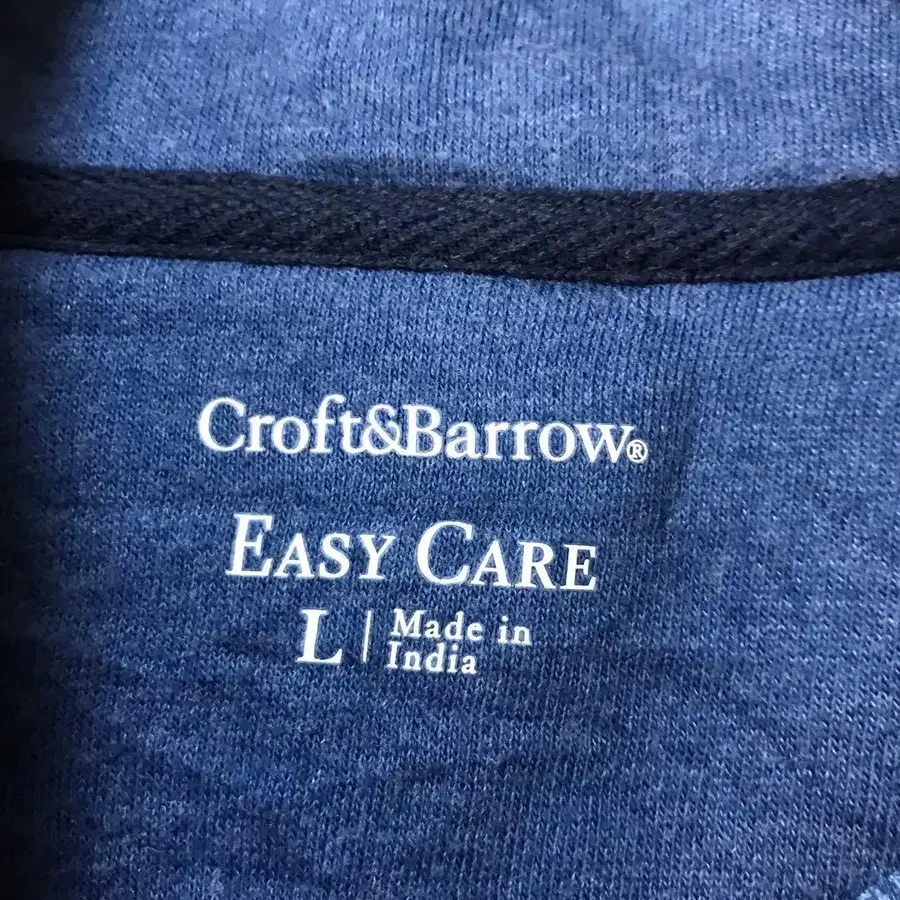 Croft&Barrow®
EASY CARE
L | Made in
India